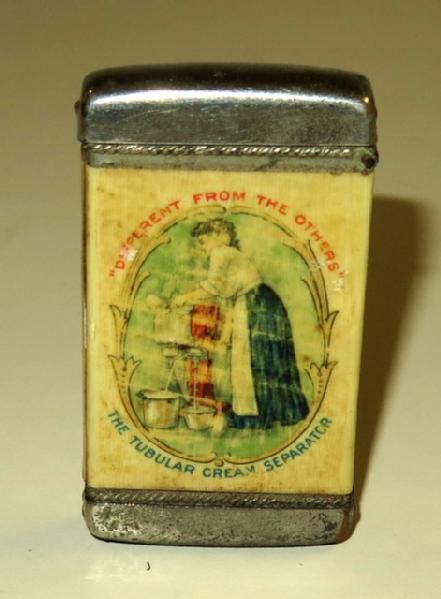 "DIFFERENT FROM THE OTHERS"
THE TUBULAR CREAM SEPARATOR